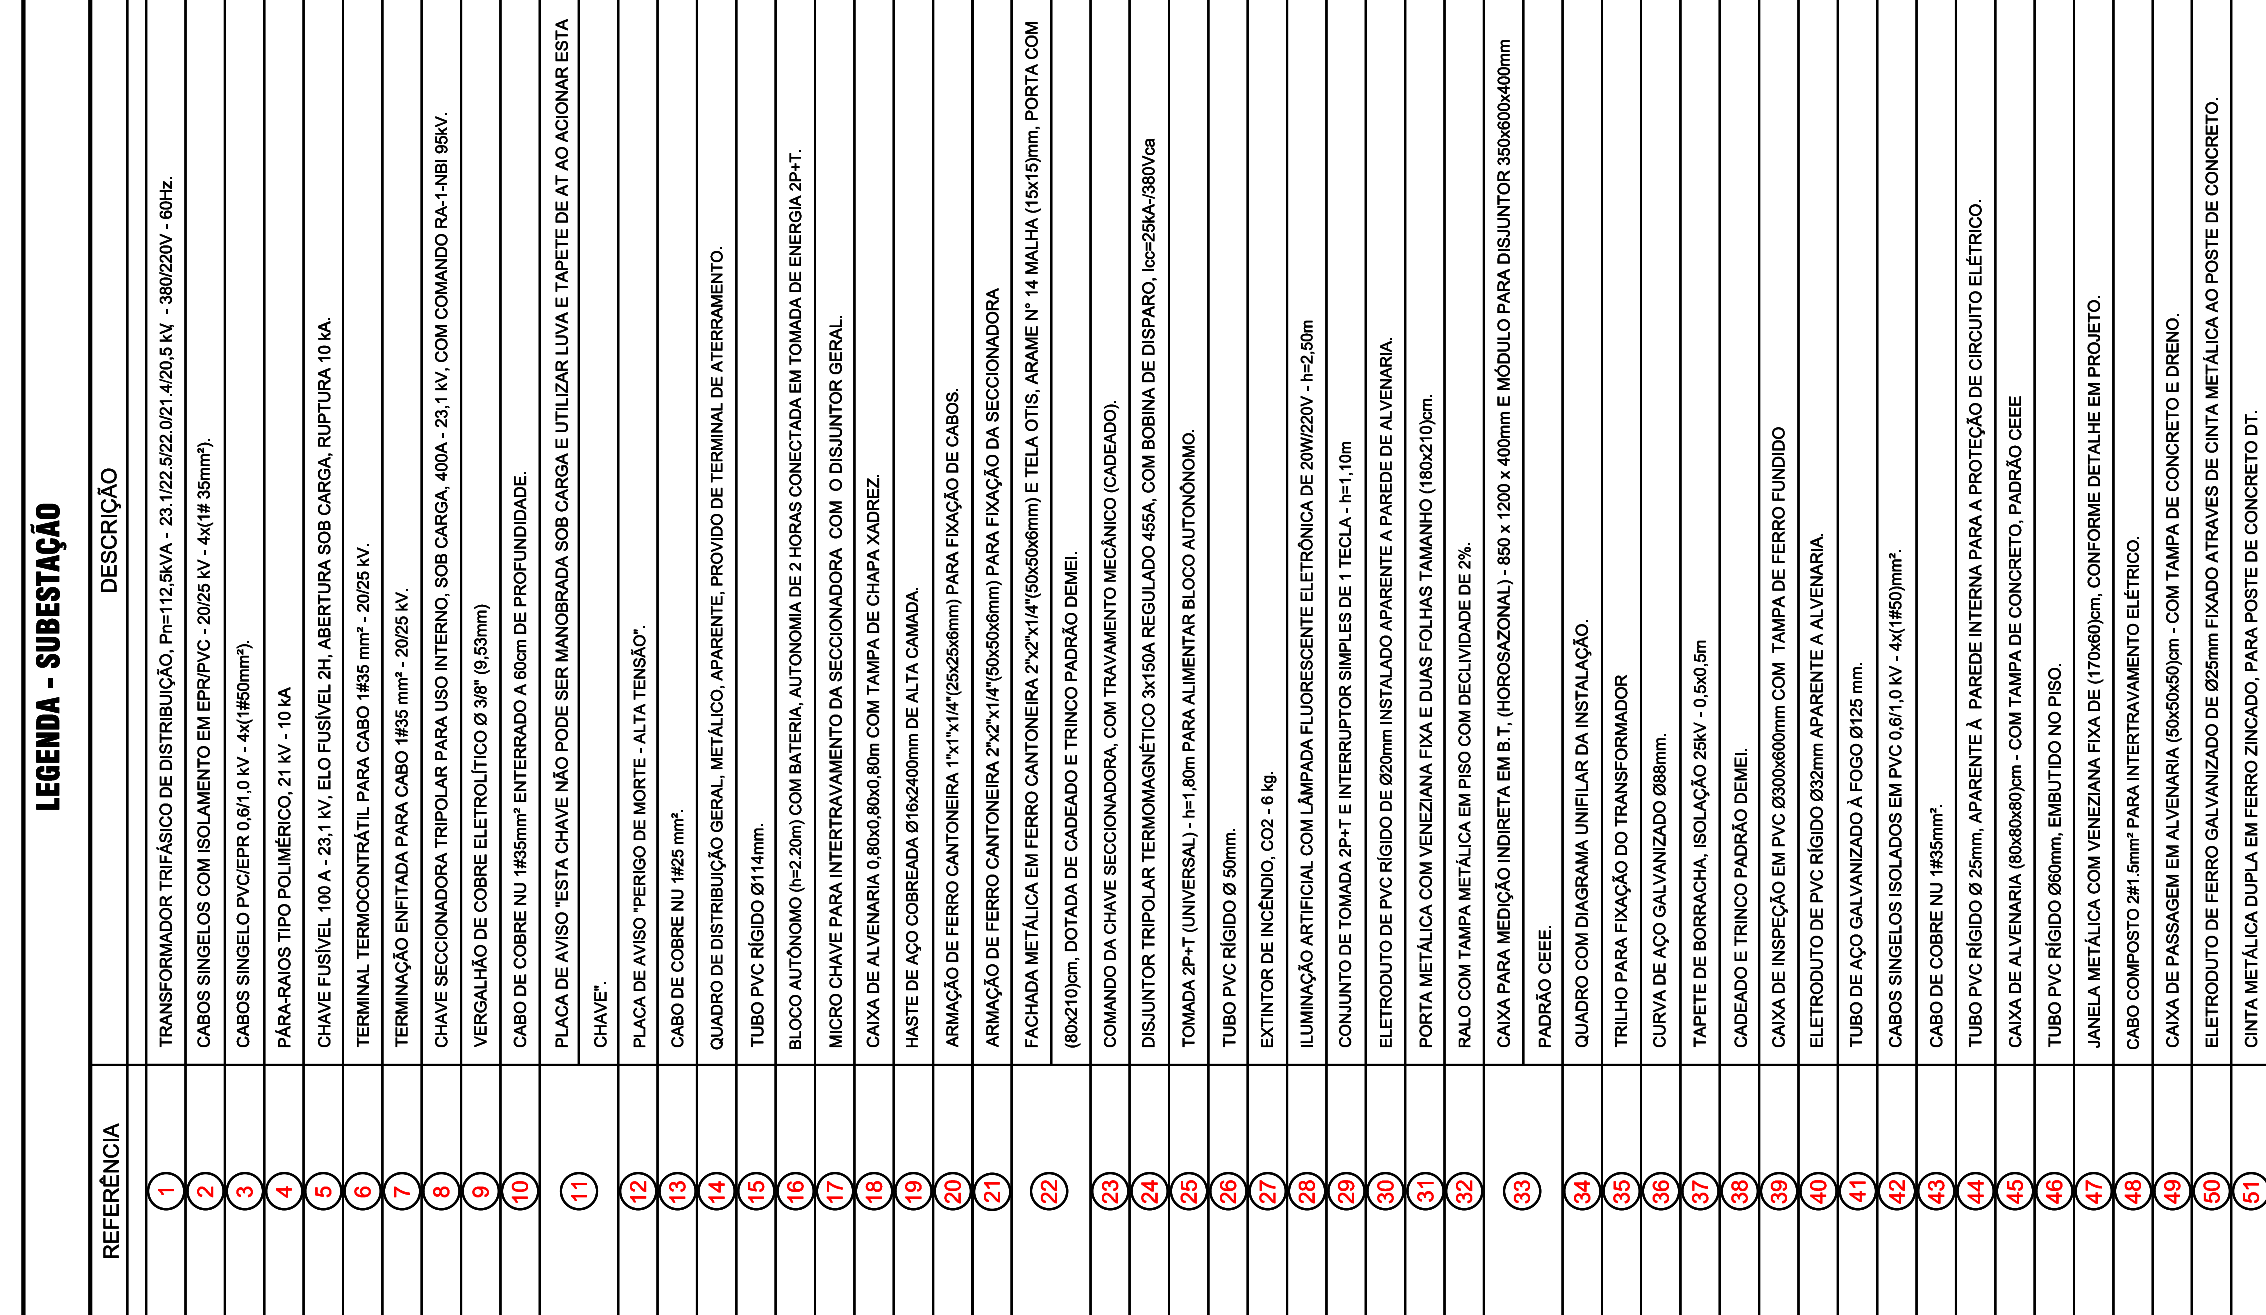 LEGENDA - SUBESTAÇÃO
REFERÊNCIA DESCRIÇÃO
1 TRANSFORMADOR TRIFÁSICO DE DISTRIBUIÇÃO, Pn=112,5kVA - 23.1/22.5/22.0/21.4/20,5 kV, - 380/220V - 60Hz.
2 CABOS SINGELOS COM ISOLAMENTO EM EPR/PVC - 20/25 kV - 4x(1# 35mm²).
3 CABOS SINGELO PVC/EPR 0,6/1,0 kV - 4x(1#50mm²).
4 PÁRA-RAIOS TIPO POLIMÉRICO, 21 kV - 10 kA
5 CHAVE FUSÍVEL 100 A - 23,1 kV, ELO FUSÍVEL 2H, ABERTURA SOB CARGA, RUPTURA 10 kA.
6 TERMINAL TERMOCONTRÁTIL PARA CABO 1#35 mm² - 20/25 kV.
7 TERMINAÇÃO ENFITADA PARA CABO 1#35 mm² - 20/25 kV.
8 CHAVE SECCIONADORA TRIPOLAR PARA USO INTERNO, SOB CARGA, 400A - 23,1 kV, COM COMANDO RA-1-NBI 95kV.
9 VERGALHÃO DE COBRE ELETROLÍTICO Ø 3/8" (9,53mm)
10 CABO DE COBRE NU 1#35mm² ENTERRADO A 60cm DE PROFUNDIDADE.
11 PLACA DE AVISO "ESTA CHAVE NÃO PODE SER MANOBRADA SOB CARGA E UTILIZAR LUVA E TAPETE DE AT AO ACIONAR ESTA
CHAVE".
12 PLACA DE AVISO "PERIGO DE MORTE - ALTA TENSÃO".
13 CABO DE COBRE NU 1#25 mm².
14 QUADRO DE DISTRIBUIÇÃO GERAL, METÁLICO, APARENTE, PROVIDO DE TERMINAL DE ATERRAMENTO.
15 TUBO PVC RÍGIDO Ø114mm.
16 BLOCO AUTÔNOMO (h=2.20m) COM BATERIA, AUTONOMIA DE 2 HORAS CONECTADA EM TOMADA DE ENERGIA 2P+T.
17 MICRO CHAVE PARA INTERTRAVAMENTO DA SECCIONADORA COM O DISJUNTOR GERAL.
18 CAIXA DE ALVENARIA 0,80x0,80x0,80m COM TAMPA DE CHAPA XADREZ.
19 HASTE DE AÇO COBREADA Ø16x2400mm DE ALTA CAMADA.
20 ARMAÇÃO DE FERRO CANTONEIRA 1"x1"x1/4"(25x25x6mm) PARA FIXAÇÃO DE CABOS.
21 ARMAÇÃO DE FERRO CANTONEIRA 2"x2"x1/4"(50x50x6mm) PARA FIXAÇÃO DA SECCIONADORA
22 FACHADA METÁLICA EM FERRO CANTONEIRA 2"x2"x1/4"(50x50x6mm) E TELA OTIS, ARAME N° 14 MALHA (15x15)mm, PORTA COM
(80x210)cm, DOTADA DE CADEADO E TRINCO PADRÃO DEMEI.
23 COMANDO DA CHAVE SECCIONADORA, COM TRAVAMENTO MECÂNICO (CADEADO).
24 DISJUNTOR TRIPOLAR TERMOMAGNÉTICO 3x150A REGULADO 455A, COM BOBINA DE DISPARO, Icc=25kA-/380Vca
25 TOMADA 2P+T (UNIVERSAL) - h=1,80m PARA ALIMENTAR BLOCO AUTONÔNOMO.
26 TUBO PVC RÍGIDO Ø 50mm.
27 EXTINTOR DE INCÊNDIO, CO2 - 6 kg.
28 ILUMINAÇÃO ARTIFICIAL COM LÂMPADA FLUORESCENTE ELETRÔNICA DE 20W/220V - h=2,50m
29 CONJUNTO DE TOMADA 2P+T E INTERRUPTOR SIMPLES DE 1 TECLA - h=1,10m
30 ELETRODUTO DE PVC RÍGIDO DE Ø20mm INSTALADO APARENTE A PAREDE DE ALVENARIA.
31 PORTA METÁLICA COM VENEZIANA FIXA E DUAS FOLHAS TAMANHO (180x210)cm.
32 RALO COM TAMPA METÁLICA EM PISO COM DECLIVIDADE DE 2%.
33 CAIXA PARA MEDIÇÃO INDIRETA EM B.T, (HOROSAZONAL) - 850 x 1200 x 400mm E MÓDULO PARA DISJUNTOR 350x60x400mm
PADRÃO CEEE.
34 QUADRO COM DIAGRAMA UNIFILAR DA INSTALAÇÃO.
35 TRILHO PARA FIXAÇÃO DO TRANSFORMADOR
36 CURVA DE AÇO GALVANIZADO Ø88mm.
37 TAPETE DE BORRACHA, ISOLAÇÃO 25kV - 0,5x0,5m
38 CADEADO E TRINCO PADRÃO DEMEI.
39 CAIXA DE INSPEÇÃO EM PVC Ø300x600mm COM TAMPA DE FERRO FUNDIDO
40 ELETRODUTO DE PVC RÍGIDO Ø32mm APARENTE A ALVENARIA.
41 TUBO DE AÇO GALVANIZADO À FOGO Ø125 mm.
42 CABOS SINGELOS ISOLADOS EM PVC 0,6/1,0 kV - 4x(1#50)mm².
43 CABO DE COBRE NU 1#35mm².
44 TUBO PVC RÍGIDO Ø 25mm, APARENTE À PAREDE INTERNA PARA A PROTEÇÃO DE CIRCUITO ELÉTRICO.
45 CAIXA DE ALVENARIA (80x80x80)cm - COM TAMPA DE CONCRETO, PADRÃO CEEE
46 TUBO PVC RÍGIDO Ø60mm, EMBUTIDO NO PISO.
47 JANELA METÁLICA COM VENEZIANA FIXA DE (170x60)cm, CONFORME DETALHE EM PROJETO.
48 CABO COMPOSTO 2#1.5mm² PARA INTERTRAVAMENTO ELÉTRICO.
49 CAIXA DE PASSAGEM EM ALVENARIA (50x50x50)cm - COM TAMPA DE CONCRETO E DRENO.
50 ELETRODUTO DE FERRO GALVANIZADO DE Ø25mm FIXADO ATRAVES DE CINTA METÁLICA AO POSTE DE CONCRETO.
51 CINTA METÁLICA DUPLA EM FERRO ZINCADO, PARA POSTE DE CONCRETO DT.